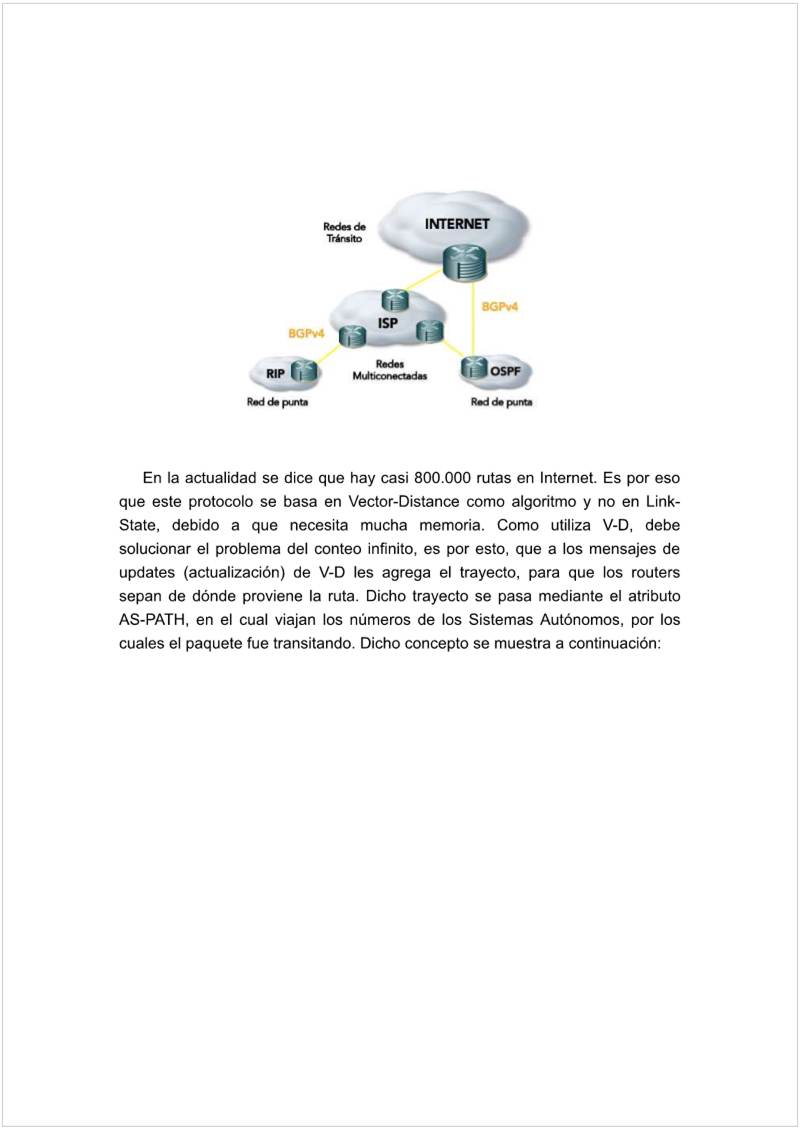 INTERNET
Redes de
Tránsito
BGPv4
ISP
BGPv4
Redes
Multiconectadas
RIP
OSPF
Red de punta
Red de punta
En la actualidad se dice que hay casi 800.000 rutas en Internet. Es por eso
que este protocolo se basa en Vector-Distance como algoritmo y no en Link-
State, debido a que necesita mucha memoria. Como utiliza V-D, debe
solucionar el problema del conteo infinito, es por esto, que a los mensajes de
updates (actualización) de V-D les agrega el trayecto, para que los routers
sepan de dónde proviene la ruta. Dicho trayecto se pasa mediante el atributo
AS-PATH, en el cual viajan los números de los Sistemas Autónomos, por los
cuales el paquete fue transitando. Dicho concepto se muestra a continuación: